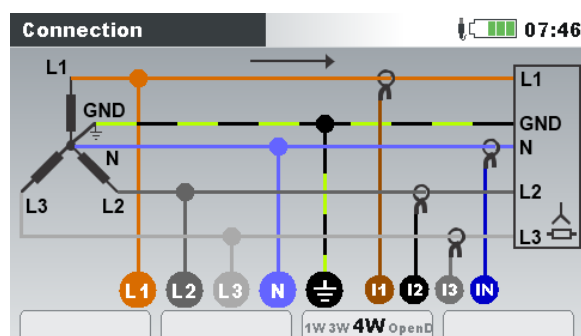 Connection 07:46
L1 L1
GND GND
N N
L3 L2 L2
L3
L1 L2 L3 N I1 I2 I3 IN
1W 3W 4W OpenD